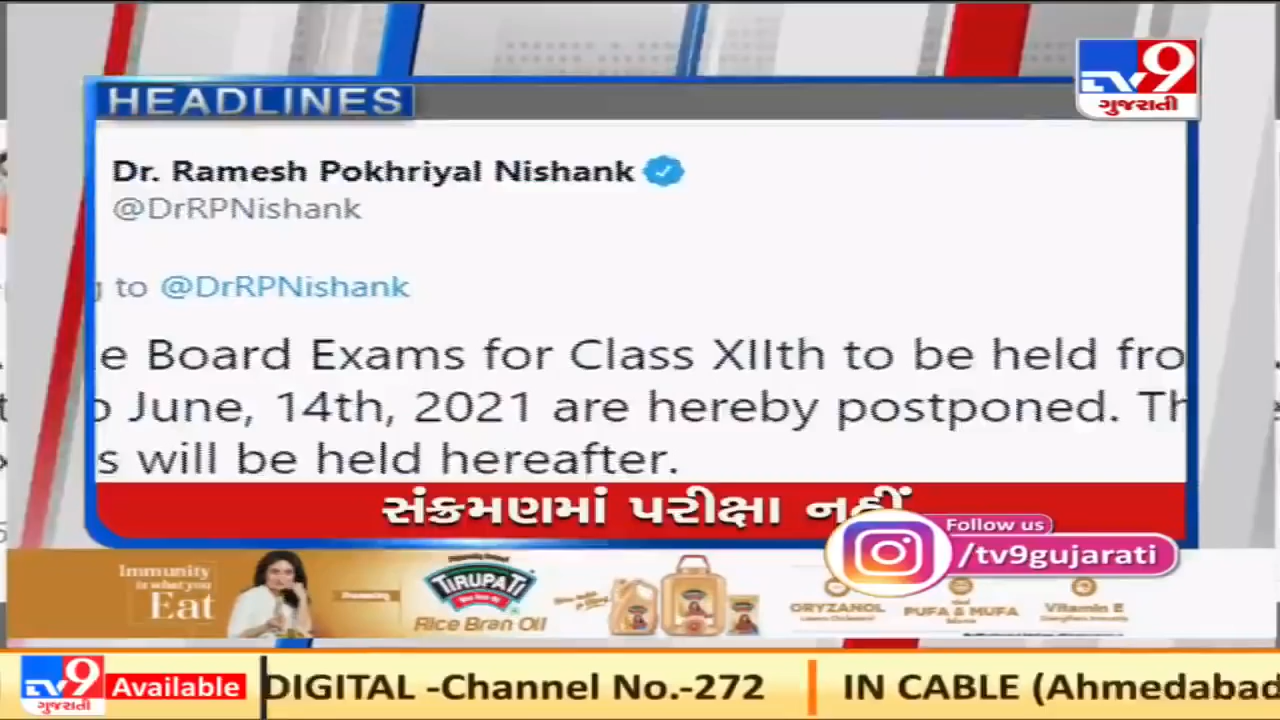 HEADLINES
TV9
ગુજરાતી
Dr. Ramesh Pokhriyal Nishank
@DrRPNishank
to @DrRPNishank
e Board Exams for Class XIIth to be held fro
June, 14th, 2021 are hereby postponed. Th
s will be held hereafter.
સંક્રમણમાં પરીક્ષા નહીં
Follow us
/tv9gujarati
Immunity
is what you
Eat
TIRUPATI
Rice Bran Oil
ORYZANOL
PUFA & MUFA
Vitamin E
TV9
ગુજરાતી
Available
DIGITAL -Channel No.-272
IN CABLE (Ahmedabad